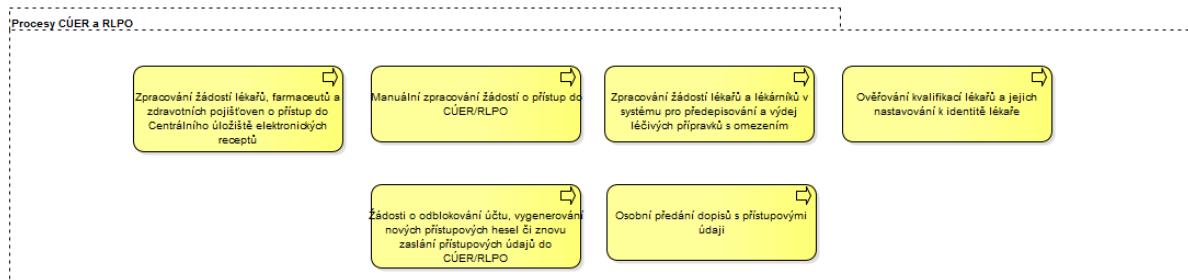 Procesy CÚER a RLPO
Zpracování žádostí lékařů, farmaceutů a
zdravotních pojišťoven o přístup do
Centrálního úložiště elektronických
receptů
Manuální zpracování žádostí o přístup do
CÚER/RLPO
Zpracování žádostí lékařů a lékárníků v
systému pro předepisování a výdej
léčivých přípravků s omezením
Ověřování kvalifikací lékařů a jejich
nastavování k identitě lékaře
Žádosti o odblokování účtu, vygenerování
nových přístupových hesel či znovu
zaslání přístupových údajů do
CÚER/RLPO
Osobní předání dopisů s přístupovými
údaji